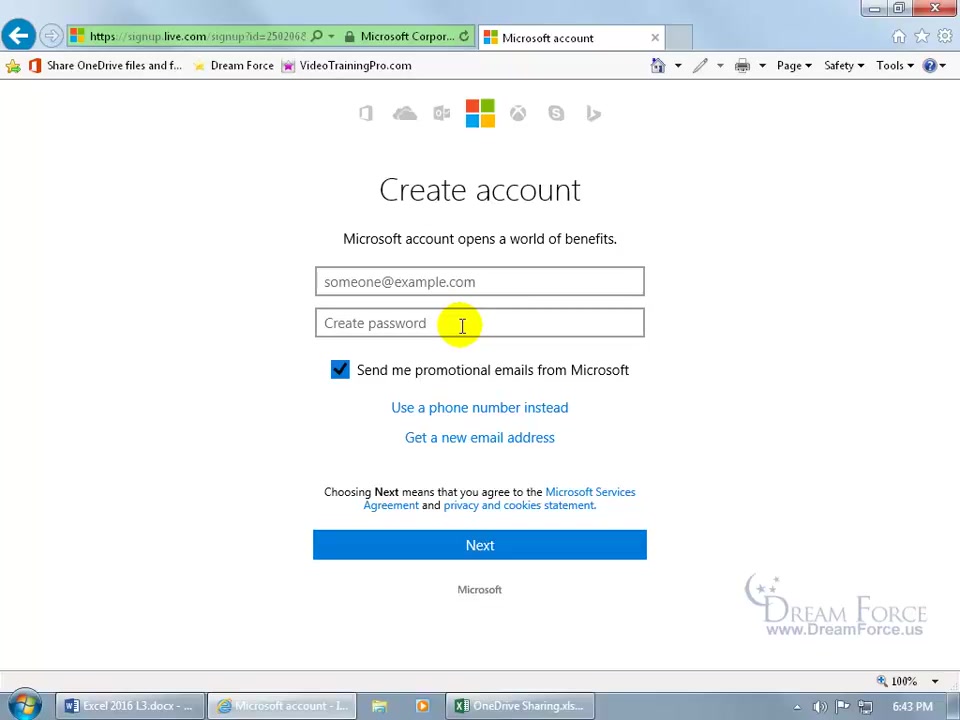 https://signup.live.com/signup?id=250206
Microsoft Corpor...
Microsoft account
Share OneDrive files and f...
Dream Force
VideoTrainingPro.com
Page
Safety
Tools
Create account
Microsoft account opens a world of benefits.
someone@example.com
Create password
Send me promotional emails from Microsoft
Use a phone number instead
Get a new email address
Choosing Next means that you agree to the Microsoft Services
Agreement and privacy and cookies statement.
Next
Microsoft
DREAM FORCE
www.DreamForce.us
100%
Excel 2016 L3.docx - ...
Microsoft account - I...
OneDrive Sharing.xls...
6:43 PM